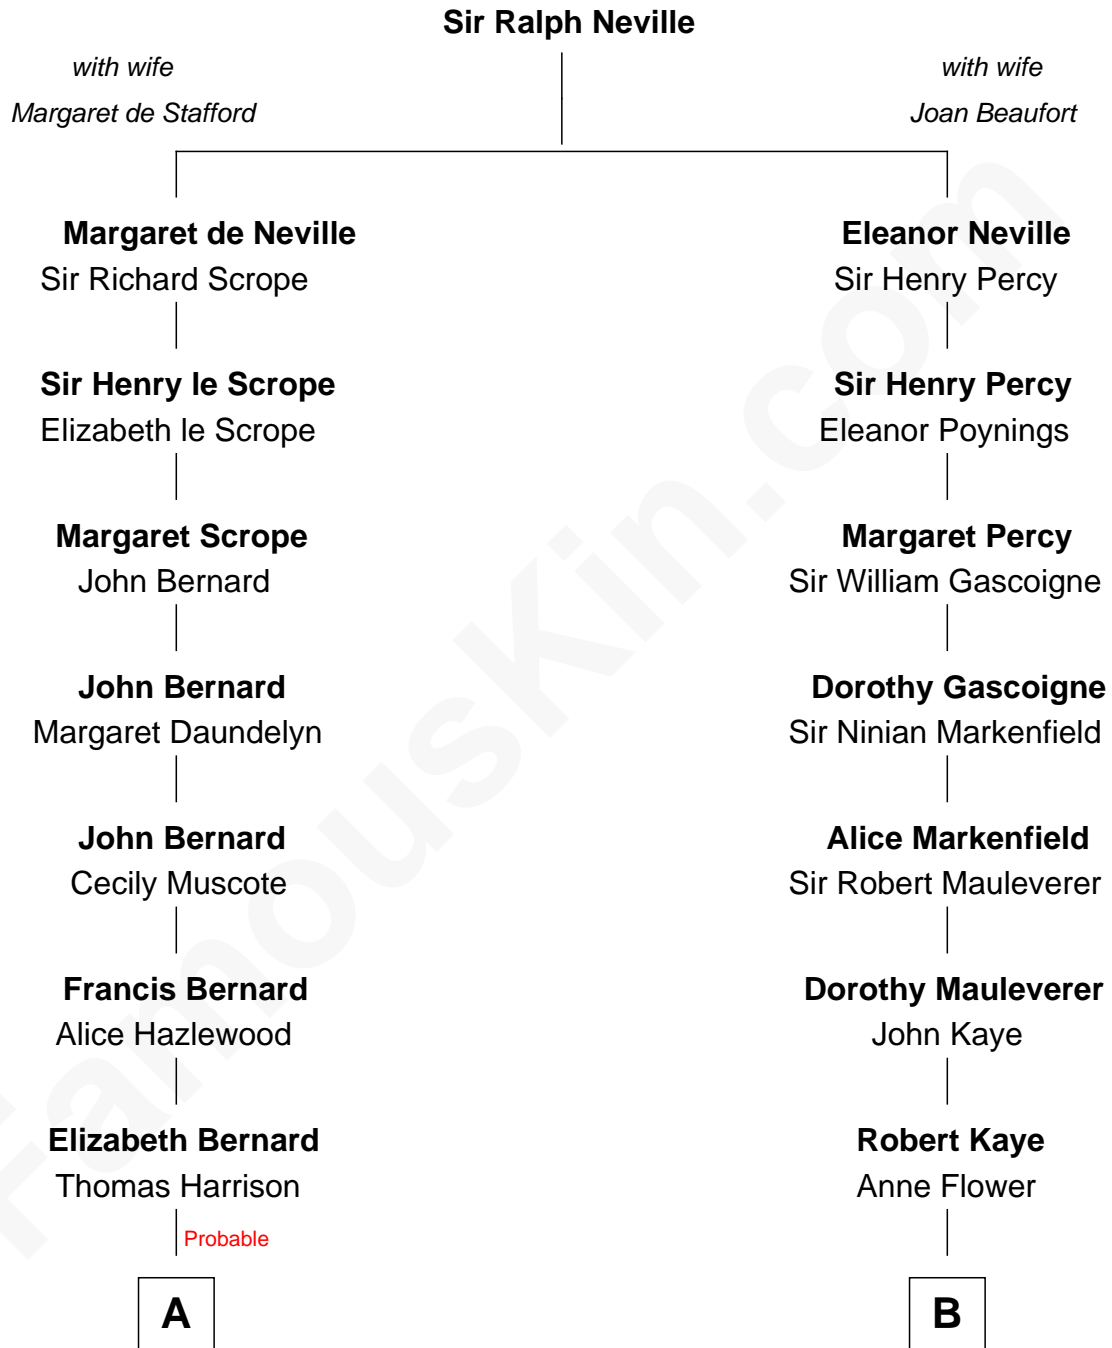 Sir Ralph Neville
with wife
Margaret de Stafford
with wife
Joan Beaufort
Margaret de Neville
Sir Richard Scrope
Eleanor Neville
Sir Henry Percy
Sir Henry le Scrope
Elizabeth le Scrope
Sir Henry Percy
Eleanor Poynings
Margaret Scrope
John Bernard
Margaret Percy
Sir William Gascoigne
John Bernard
Margaret Daundelyn
Dorothy Gascoigne
Sir Ninian Markenfield
John Bernard
Cecily Muscote
Alice Markenfield
Sir Robert Mauleverer
Francis Bernard
Alice Hazlewood
Dorothy Mauleverer
John Kaye
Elizabeth Bernard
Thomas Harrison
Robert Kaye
Anne Flower
Probable
A
B
FamousKin.com